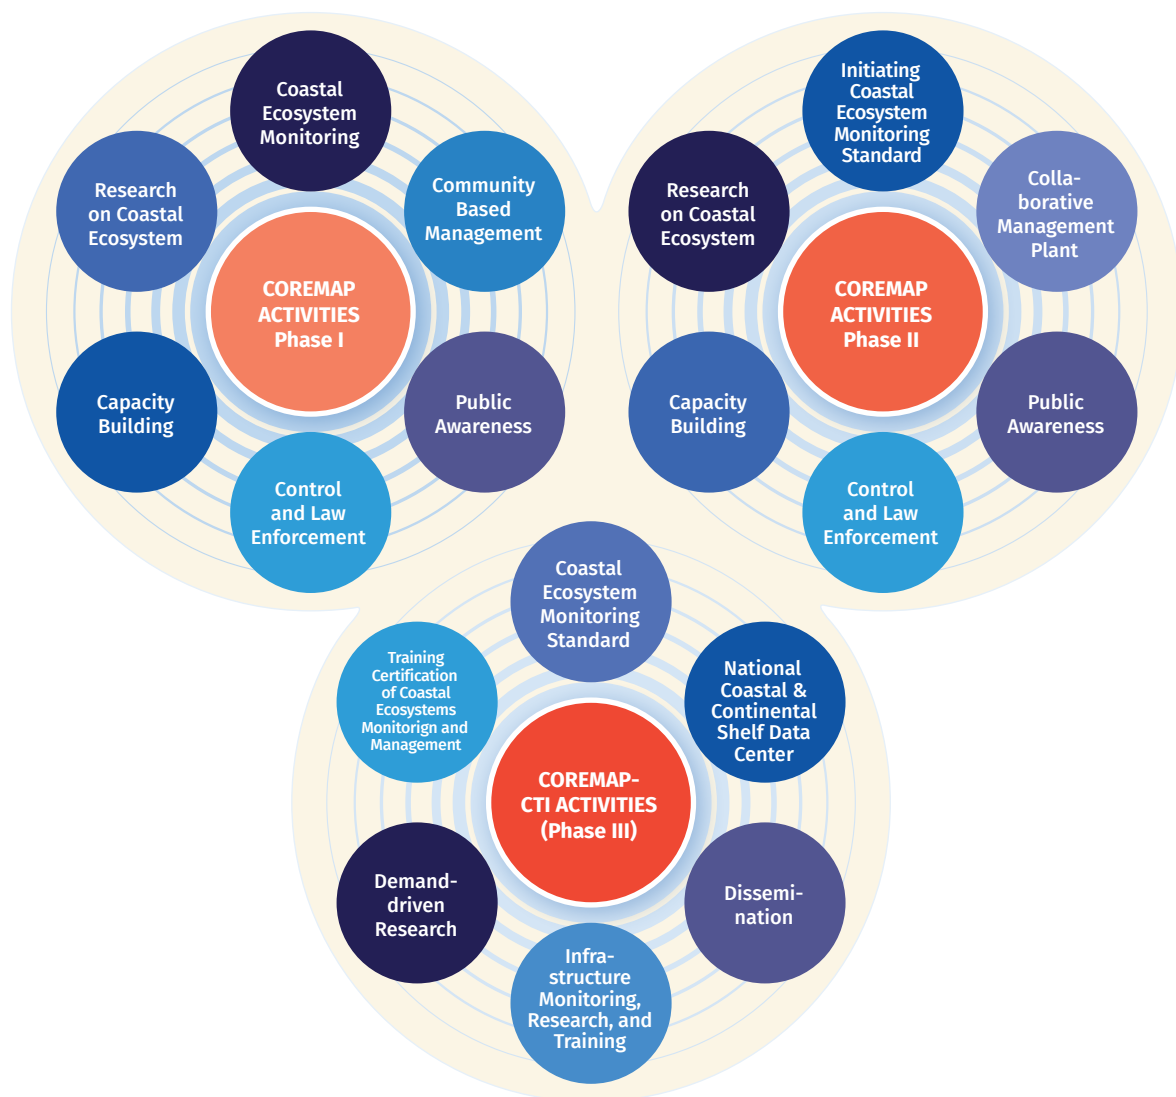 Coastal
Ecosystem
Monitoring
Research
on Coastal
Ecosystem
Community
Based
Management
COREMAP
ACTIVITIES
Phase I
Capacity
Building
Public
Awareness
Control
and Law
Enforcement
Initiating
Coastal
Ecosystem
Monitoring
Standard
Research
on Coastal
Ecosystem
Colla-
borative
Management
Plant
COREMAP
ACTIVITIES
Phase II
Capacity
Building
Public
Awareness
Control
and Law
Enforcement
Coastal
Ecosystem
Monitoring
Standard
Training
Certification
of Coastal
Ecosystems
Monitorign and
Management
National
Coastal &
Continental
Shelf Data
Center
COREMAP-
CTI ACTIVITIES
(Phase III)
Demand-
driven
Research
Dissemi-
nation
Infra-
structure
Monitoring,
Research, and
Training